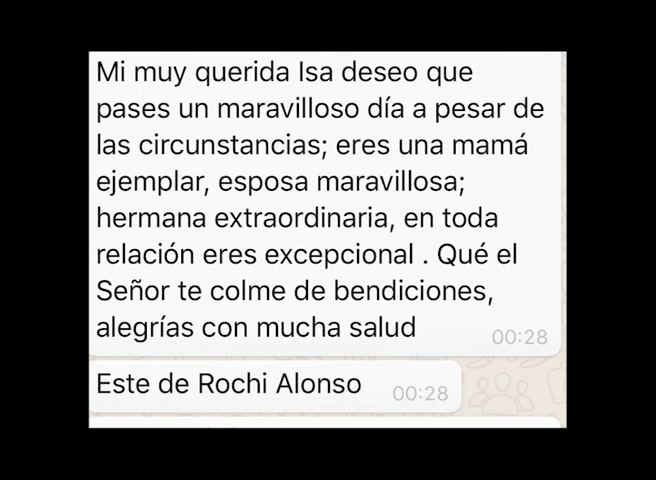 Mi muy querida Isa deseo que
pases un maravilloso día a pesar de
las circunstancias; eres una mamá
ejemplar, esposa maravillosa;
hermana extraordinaria, en toda
relación eres excepcional . Qué el
Señor te colme de bendiciones,
alegrías con mucha salud
00:28
Este de Rochi Alonso
00:28